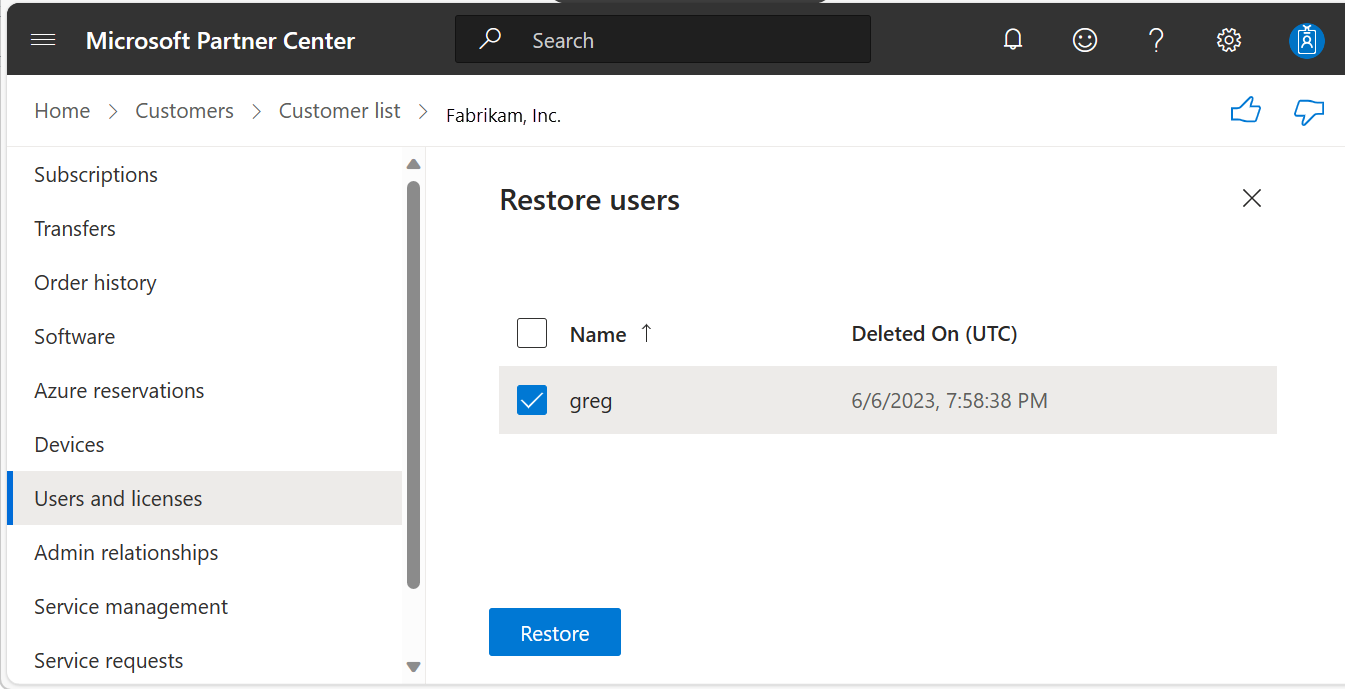 Microsoft Partner Center
Search
Home
Customers
Customer list
Fabrikam, Inc.
Subscriptions
Transfers
Order history
Software
Azure reservations
Devices
Users and licenses
Admin relationships
Service management
Service requests
Restore users
Name
Deleted On (UTC)
greg
6/6/2023, 7:58:38 PM
Restore